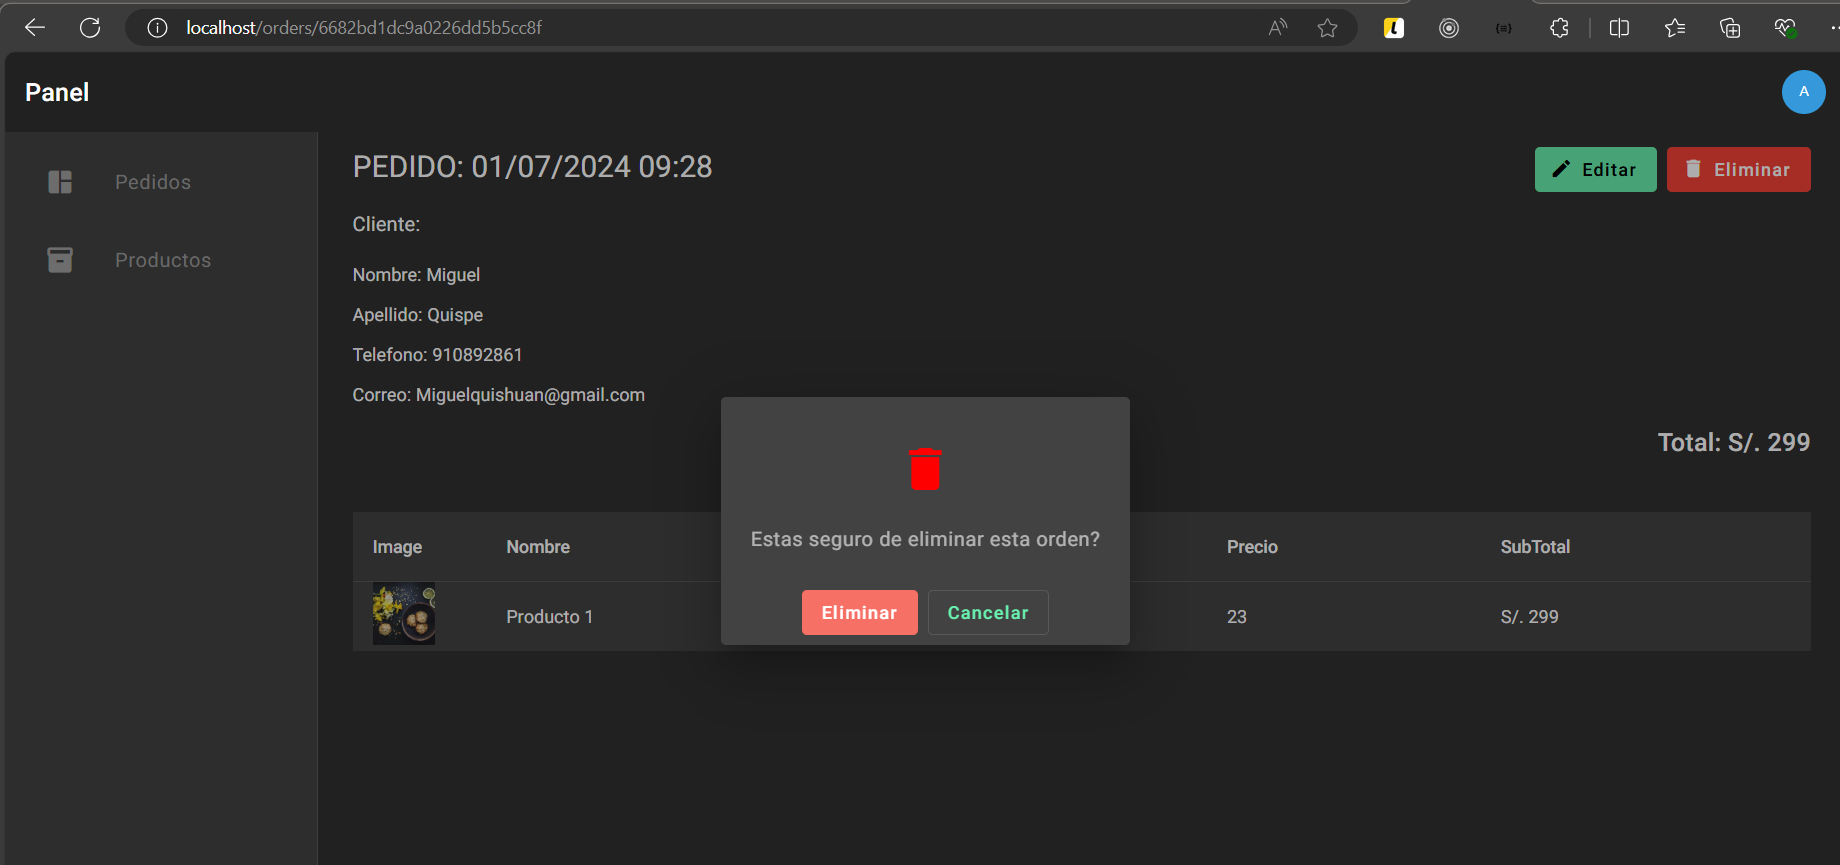 localhost/orders/6682bd1dc9a0226dd5b5cc8f
Panel
A
Pedidos
Productos
PEDIDO: 01/07/2024 09:28
Editar
Eliminar
Cliente:
Nombre: Miguel
Apellido: Quispe
Telefono: 910892861
Correo: Miguelquishuan@gmail.com
Total: S/. 299
Image Nombre Precio SubTotal
Producto 1 23 S/. 299
Estas seguro de eliminar esta orden?
Eliminar
Cancelar